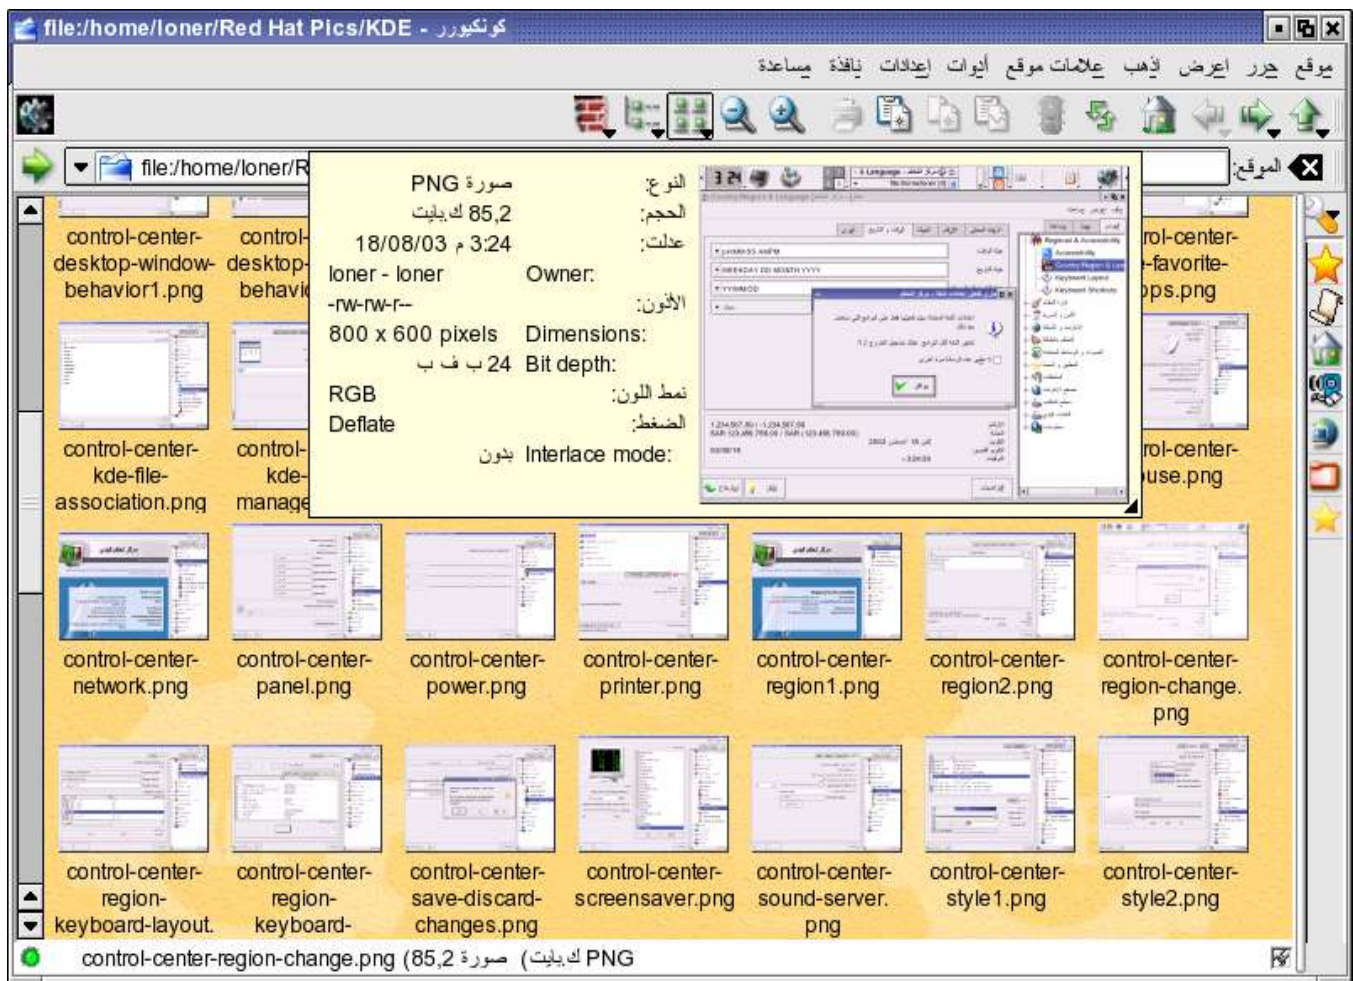 file:/home/loner/Red Hat Pics/KDE - كونكيورر
موقع حرر اعرض اذهب علامات موقع أدوات إعدادات نافذة مساعدة
الموقع:
file:/home/loner/R
النوع: صورة PNG
الحجم: 85,2 ك.بايت
عدلت: 18/08/03 3:24 م
Owner: loner - loner
الأذون: -rw-rw-r--
Dimensions: 800 x 600 pixels
Bit depth: 24 ب ف ب
نمط اللون: RGB
الضغط: Deflate
Interlace mode: بدون
control-center-
desktop-window-
behavior1.png
control-
desktop-
behavio
rol-center-
-favorite-
ops.png
control-center-
kde-file-
association.png
control-
kde-
manage
rol-center-
use.png
control-center-
network.png
control-center-
panel.png
control-center-
power.png
control-center-
printer.png
control-center-
region1.png
control-center-
region2.png
control-center-
region-change.
png
control-center-
region-
keyboard-layout.
control-center-
region-
keyboard-
control-center-
save-discard-
changes.png
control-center-
screensaver.png
control-center-
sound-server.
png
control-center-
style1.png
control-center-
style2.png
control-center-region-change.png (85,2 ك.بايت) صورة PNG